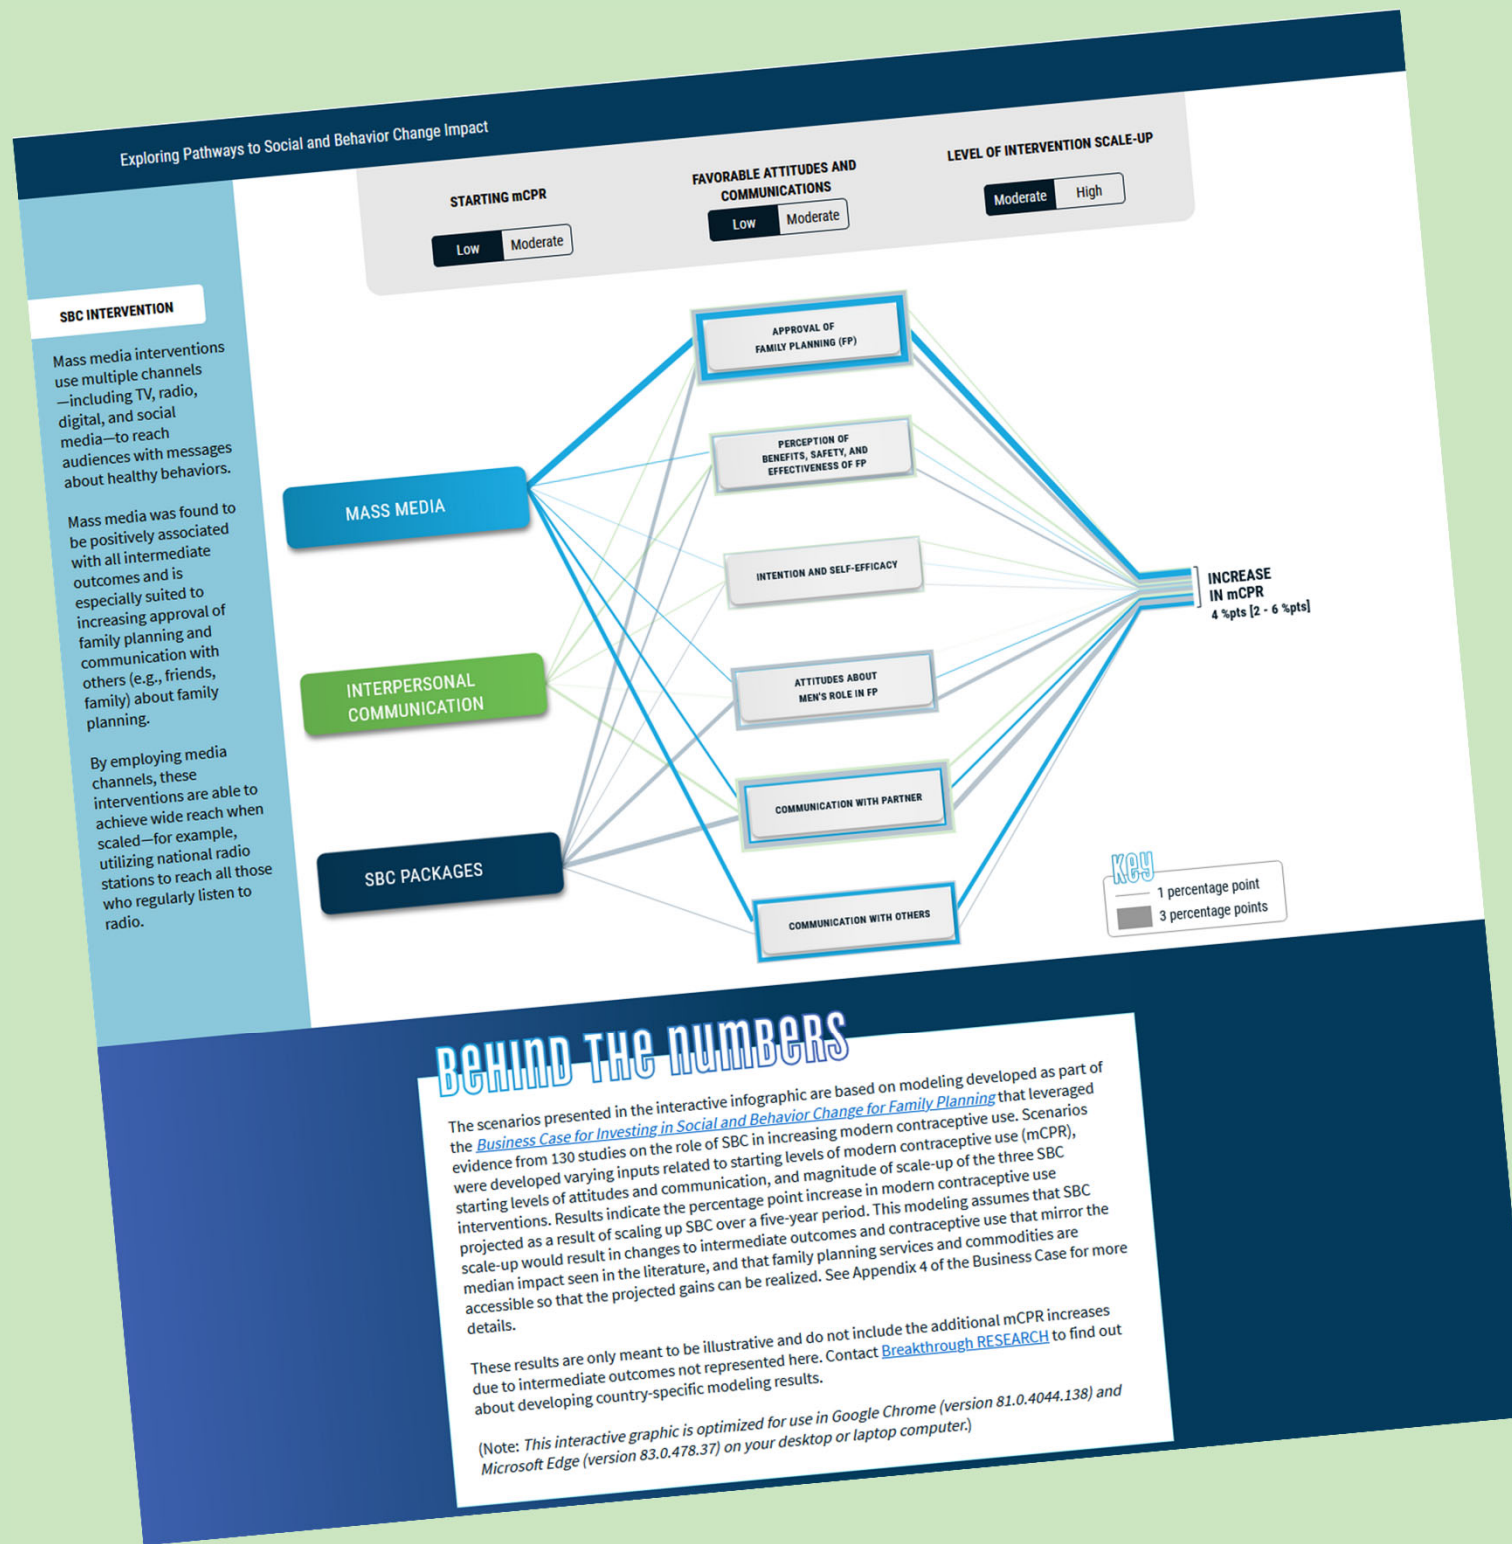 Exploring Pathways to Social and Behavior Change Impact
STARTING mCPR
Low
Moderate
FAVORABLE ATTITUDES AND
COMMUNICATIONS
Low
Moderate
LEVEL OF INTERVENTION SCALE-UP
Moderate
High
SBC INTERVENTION
Mass media interventions
use multiple channels
—including TV, radio,
digital, and social
media—to reach
audiences with messages
about healthy behaviors.
Mass media was found to
be positively associated
with all intermediate
outcomes and is
especially suited to
increasing approval of
family planning and
communication with
others (e.g., friends,
family) about family
planning.
By employing media
channels, these
interventions are able to
achieve wide reach when
scaled—for example,
utilizing national radio
stations to reach all those
who regularly listen to
radio.
MASS MEDIA
INTERPERSONAL
COMMUNICATION
SBC PACKAGES
APPROVAL OF
FAMILY PLANNING (FP)
PERCEPTION OF
BENEFITS, SAFETY, AND
EFFECTIVENESS OF FP
INTENTION AND SELF-EFFICACY
ATTITUDES ABOUT
MEN'S ROLE IN FP
COMMUNICATION WITH PARTNER
COMMUNICATION WITH OTHERS
INCREASE
IN mCPR
4 %pts [2 - 6 %pts]
Key
1 percentage point
3 percentage points
BEHIND THE NUMBERS
The scenarios presented in the interactive infographic are based on modeling developed as part of
the Business Case for Investing in Social and Behavior Change for Family Planning that leveraged
evidence from 130 studies on the role of SBC in increasing modern contraceptive use. Scenarios
were developed varying inputs related to starting levels of modern contraceptive use (mCPR),
starting levels of attitudes and communication, and magnitude of scale-up of the three SBC
interventions. Results indicate the percentage point increase in modern contraceptive use
projected as a result of scaling up SBC over a five-year period. This modeling assumes that SBC
scale-up would result in changes to intermediate outcomes and contraceptive use that mirror the
median impact seen in the literature, and that family planning services and commodities are
accessible so that the projected gains can be realized. See Appendix 4 of the Business Case for more
details.
These results are only meant to be illustrative and do not include the additional mCPR increases
due to intermediate outcomes not represented here. Contact Breakthrough RESEARCH to find out
about developing country-specific modeling results.
(Note: This interactive graphic is optimized for use in Google Chrome (version 81.0.4044.138) and
Microsoft Edge (version 83.0.478.37) on your desktop or laptop computer.)